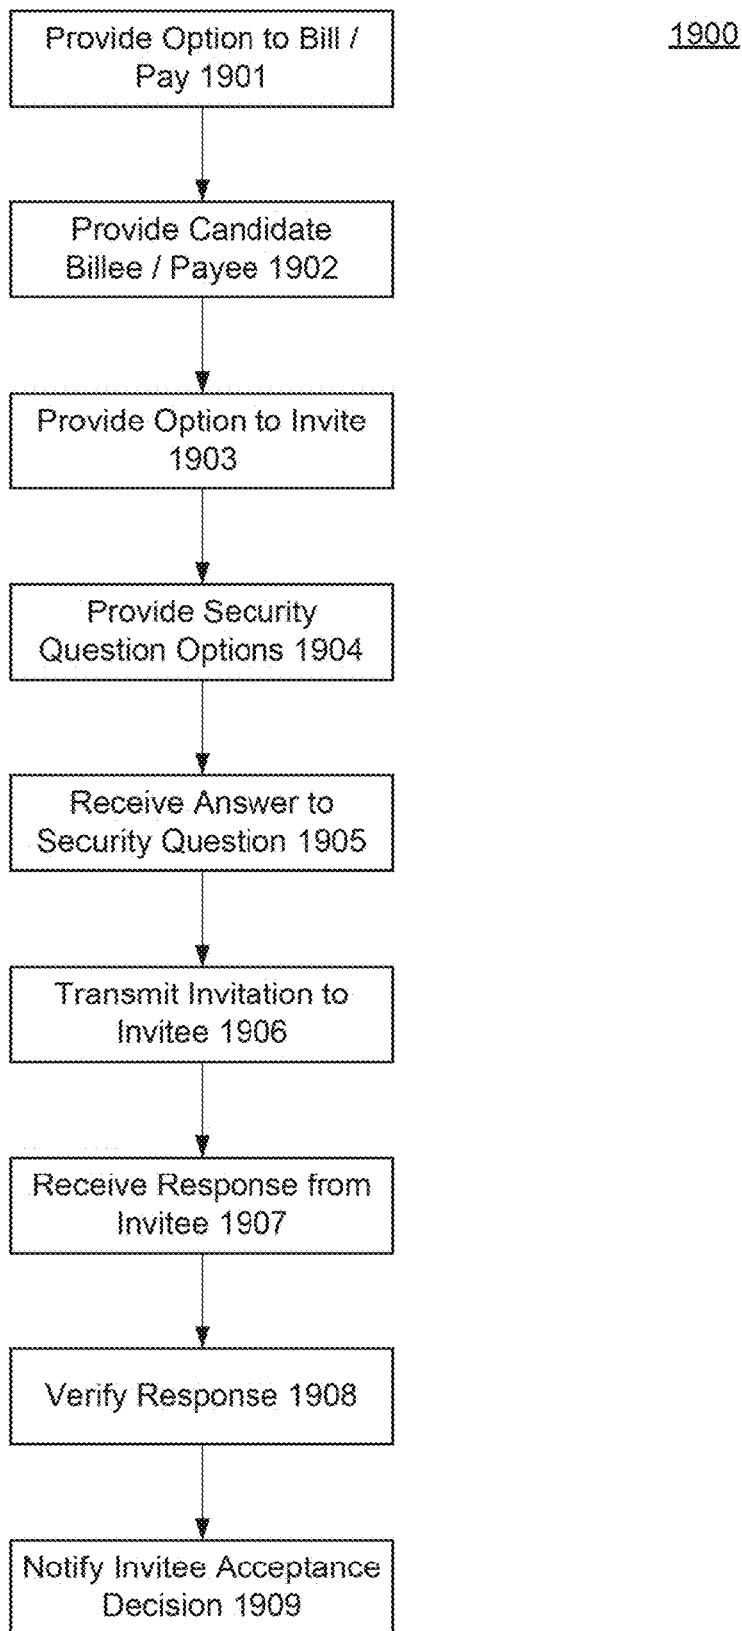 1900
Provide Option to Bill /
Pay 1901
Provide Candidate
Billee / Payee 1902
Provide Option to Invite
1903
Provide Security
Question Options 1904
Receive Answer to
Security Question 1905
Transmit Invitation to
Invitee 1906
Receive Response from
Invitee 1907
Verify Response 1908
Notify Invitee Acceptance
Decision 1909